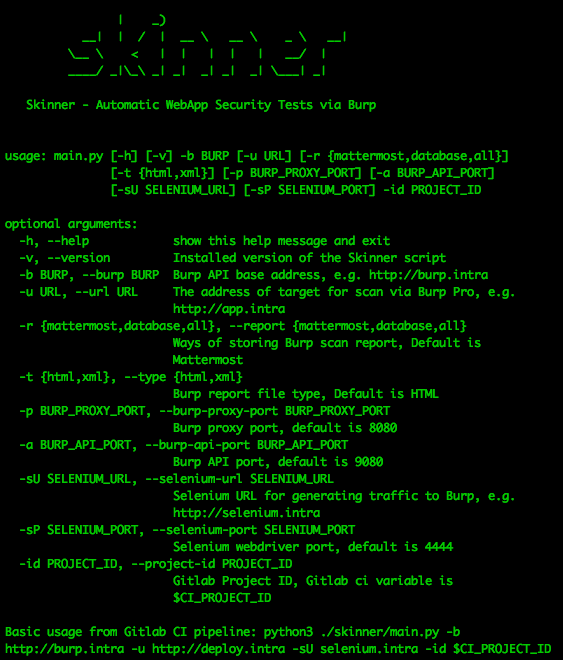 skinner
Skinner - Automatic WebApp Security Tests via Burp
usage: main.py [-h] [-v] -b BURP [-u URL] [-r {mattermost,database,all}]
[-t {html,xml}] [-p BURP_PROXY_PORT] [-a BURP_API_PORT]
[-sU SELENIUM_URL] [-sP SELENIUM_PORT] -id PROJECT_ID
optional arguments:
-h, --help show this help message and exit
-v, --version Installed version of the Skinner script
-b BURP, --burp BURP Burp API base address, e.g. http://burp.intra
-u URL, --url URL The address of target for scan via Burp Pro, e.g.
http://app.intra
-r {mattermost,database,all}, --report {mattermost,database,all}
Ways of storing Burp scan report, Default is
Mattermost
-t {html,xml}, --type {html,xml}
Burp report file type, Default is HTML
-p BURP_PROXY_PORT, --burp-proxy-port BURP_PROXY_PORT
Burp proxy port, default is 8080
-a BURP_API_PORT, --burp-api-port BURP_API_PORT
Burp API port, default is 9080
-sU SELENIUM_URL, --selenium-url SELENIUM_URL
Selenium URL for generating traffic to Burp, e.g.
http://selenium.intra
-sP SELENIUM_PORT, --selenium-port SELENIUM_PORT
Selenium webdriver port, default is 4444
-id PROJECT_ID, --project-id PROJECT_ID
Gitlab Project ID, Gitlab ci variable is
$CI_PROJECT_ID
Basic usage from Gitlab CI pipeline: python3 ./skinner/main.py -b
http://burp.intra -u http://deploy.intra -sU selenium.intra -id $CI_PROJECT_ID